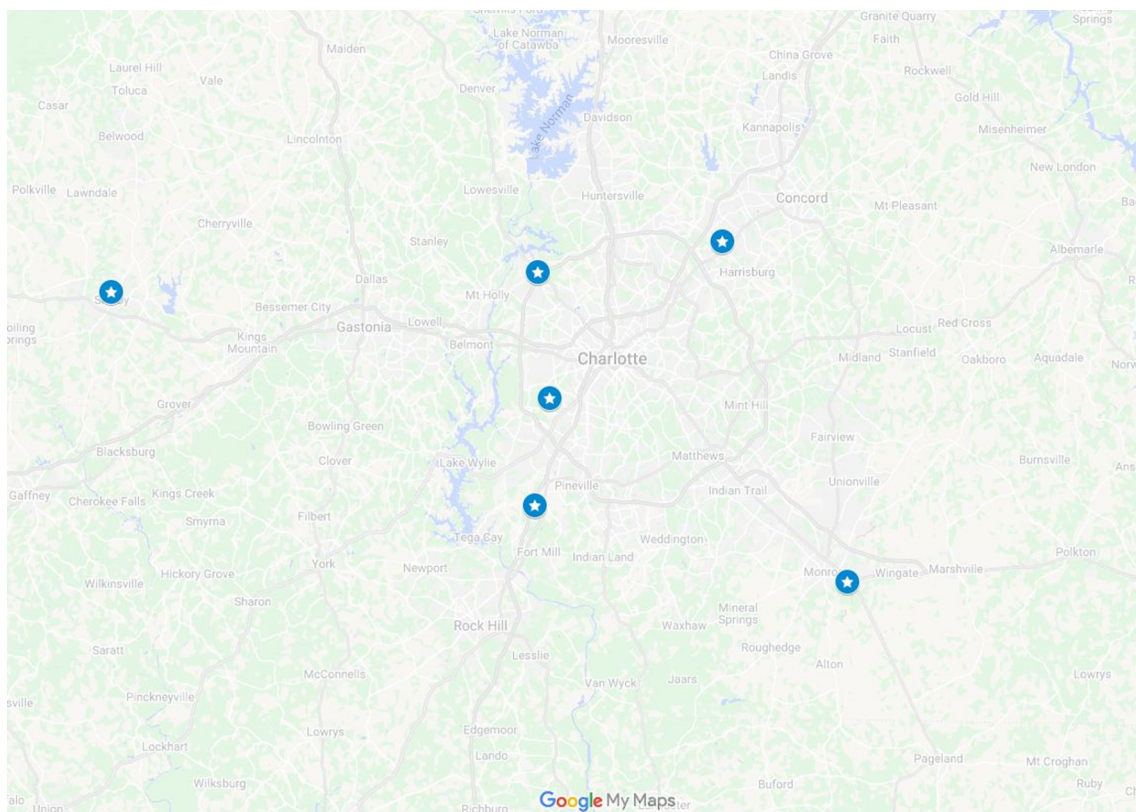 Sherrills Ford
Granite Quarry
Springs
Lake Norman
of Catawba
Mooresville
Faith
Maiden
China Grove
Laurel Hill
Vale
Landis
Rockwell
Toluca
Denver
Gold Hill
Casar
Davidson
Kannapolis
Misenheimer
Belwood
Lincolnton
Lake Norman
New London
Polkville
Lawndale
Lowesville
Huntersville
Concord
Mt Pleasant
Cherryville
Stanley
Albemarle
Harrisburg
Dallas
Mt Holly
Bessemer City
Lowell
Gastonia
Red Cross
Locust
Kings
Mountain
Belmont
Charlotte
Midland
Stanfield
Oakboro
Aquadale
Grover
Mint Hill
Bowling Green
Fairview
Blacksburg
Clover
Lake Wylie
Matthews
Burnsville
Gaffney
Kings Creek
Cherokee Falls
Pineville
Indian Trail
Unionville
Filbert
Smyrna
Tega Cay
Weddington
Fort Mill
Indian Land
Polkton
York
Newport
Hickory Grove
Wilkinsville
Wingate
Marshville
Sharon
Mineral
Springs
Rock Hill
Waxhaw
Roughedge
Saratt
Lesslie
Alton
McConnells
Van Wyck
Jaars
Lowrys
Pinckneyville
Lowrys
Edgemoor
Lockhart
Lando
Pageland
Mt Croghan
Wilksburg
Buford
Ruby
Union
Richburg
Google My Maps